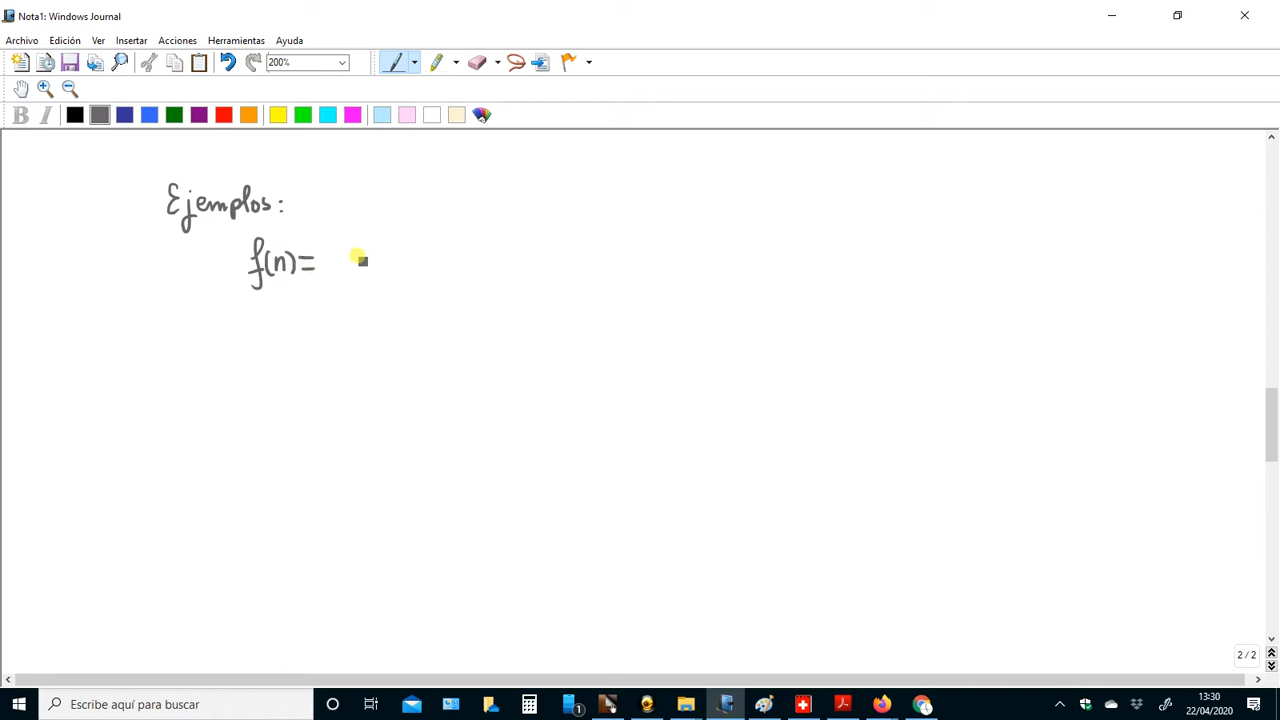 Nota1: Windows Journal
Archivo Edición Ver Insertar Acciones Herramientas Ayuda
200%
B I
Ejemplos:
f(n)=
2 / 2
Escribe aquí para buscar
1
13:30
22/04/2020